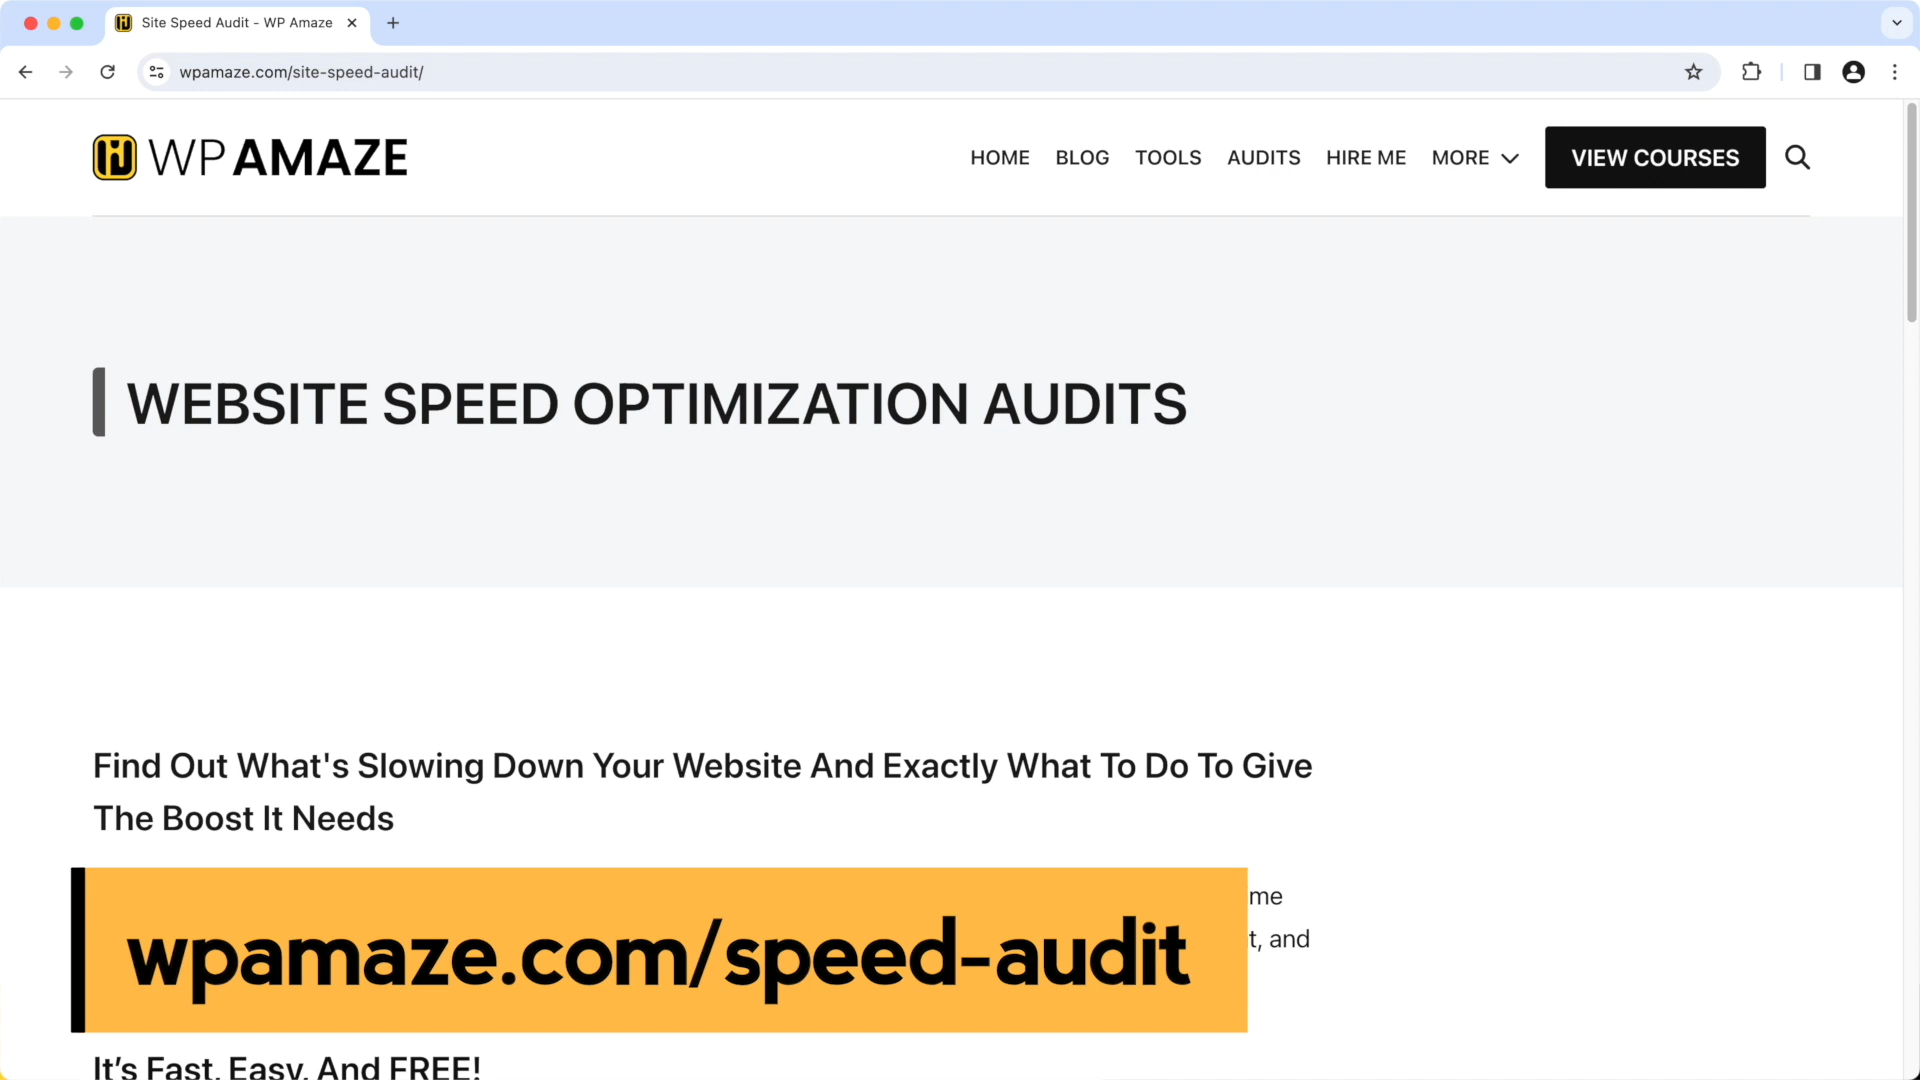 Site Speed Audit - WP Amaze
wpamaze.com/site-speed-audit/
WP AMAZE
HOME BLOG TOOLS AUDITS HIRE ME MORE VIEW COURSES
WEBSITE SPEED OPTIMIZATION AUDITS
Find Out What's Slowing Down Your Website And Exactly What To Do To Give
The Boost It Needs
me
t, and
wpamaze.com/speed-audit
It’s Fast, Easy, And FREE!